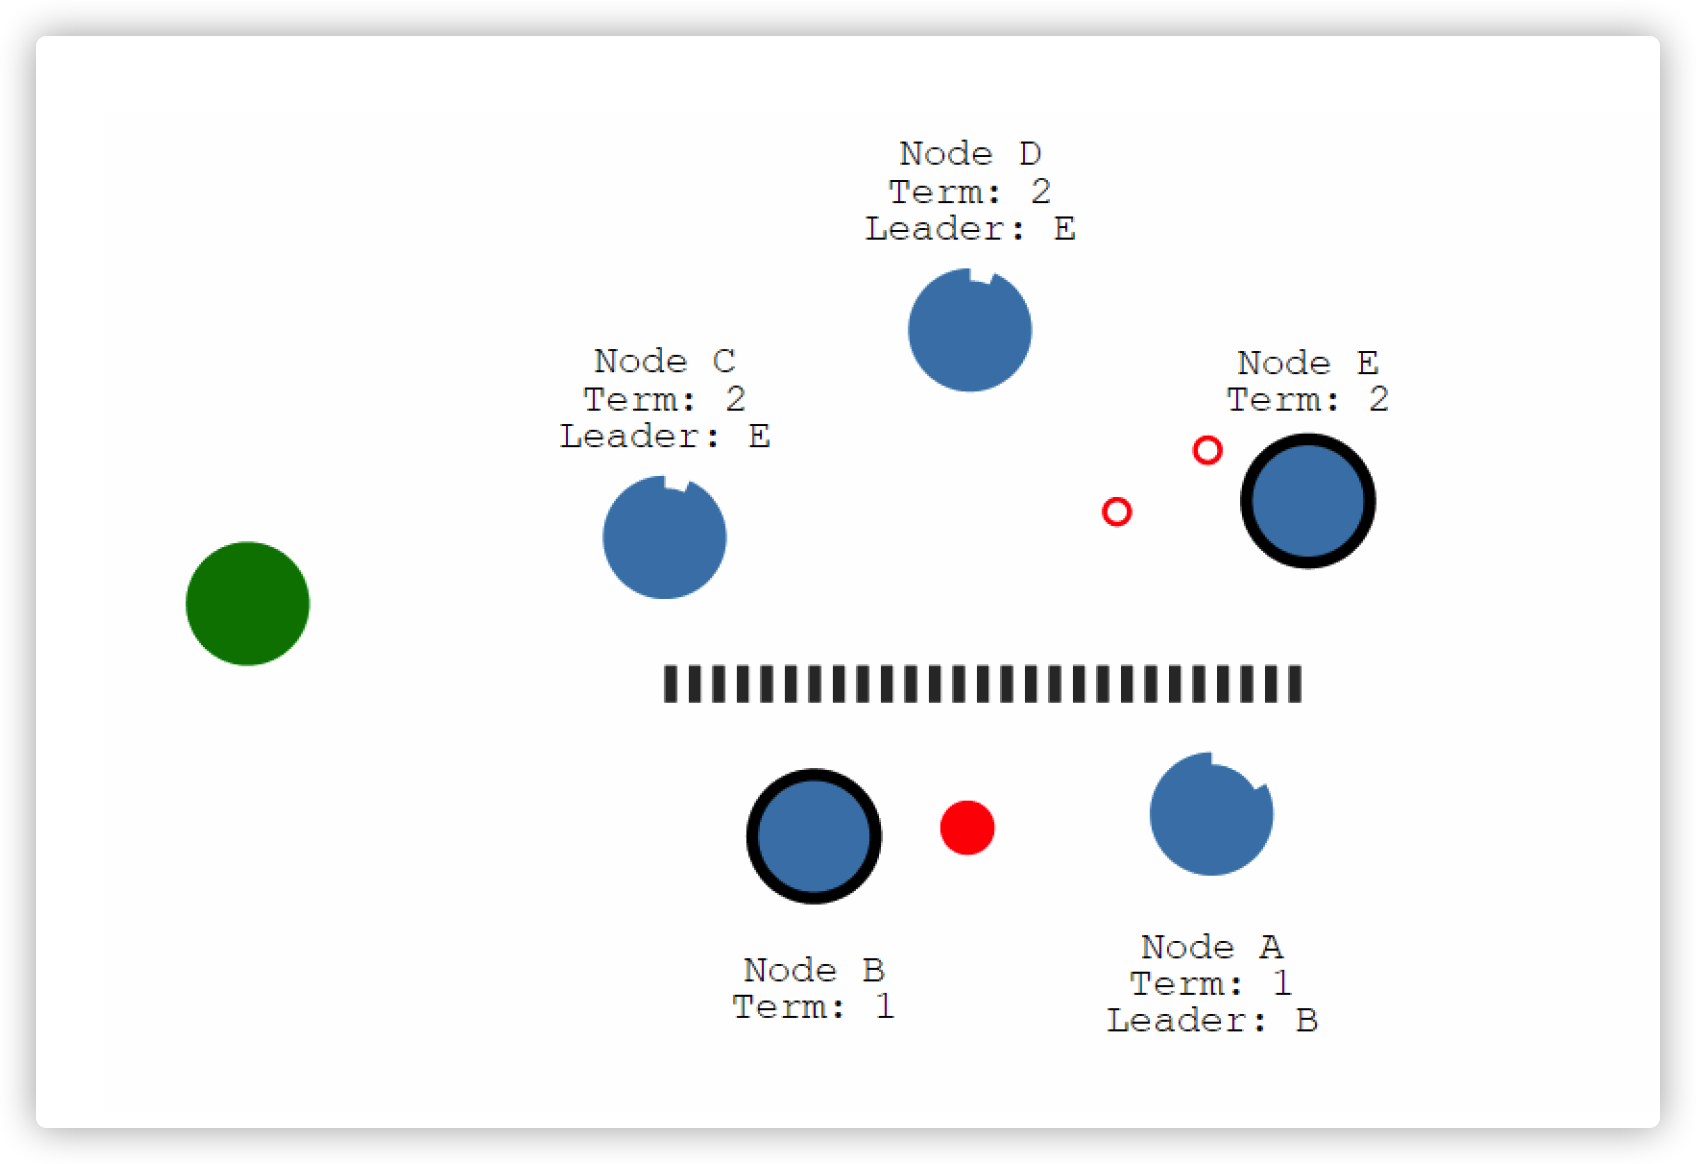 Node D
Term: 2
Leader: E
Node C
Term: 2
Leader: E
Node E
Term: 2
Node B
Term: 1
Node A
Term: 1
Leader: B